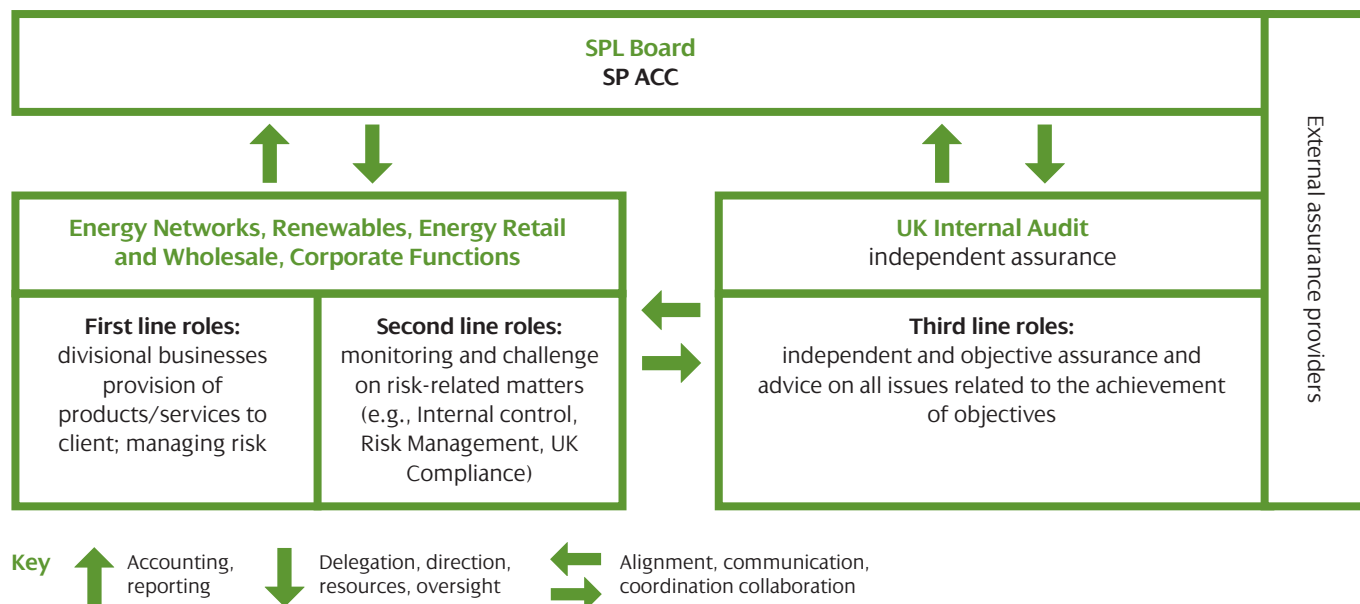 SPL Board
SP ACC
External assurance providers
Energy Networks, Renewables, Energy Retail
and Wholesale, Corporate Functions
First line roles:
divisional businesses
provision of
products/services to
client; managing risk
Second line roles:
monitoring and challenge
on risk-related matters
(e.g., Internal control,
Risk Management, UK
Compliance)
UK Internal Audit
independent assurance
Third line roles:
independent and objective assurance and
advice on all issues related to the achievement
of objectives
Key
Accounting,
reporting
Delegation, direction,
resources, oversight
Alignment, communication,
coordination collaboration